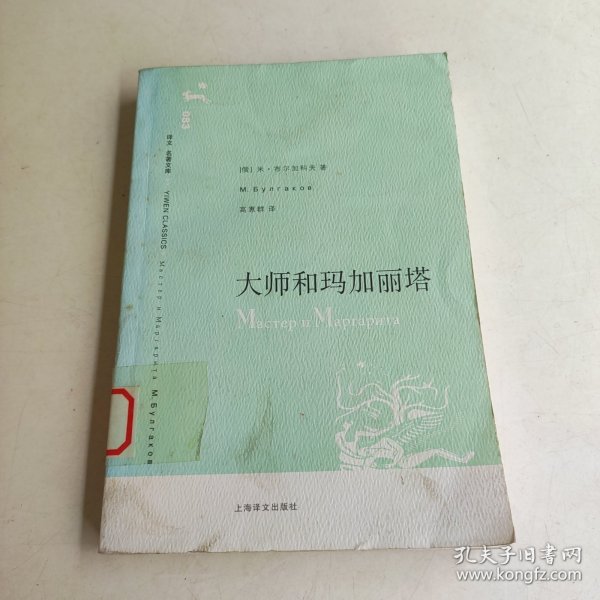 083
译文·名著文库
YIWEN CLASSICS
Мастер и Маргарита
М.Булгаков
[俄] 米·布尔加科夫 著
М.Булгаков
高惠群 译
大师和玛加丽塔
Мастер и Маргарита
上海译文出版社
孔夫子旧书网
www.kongfz.com